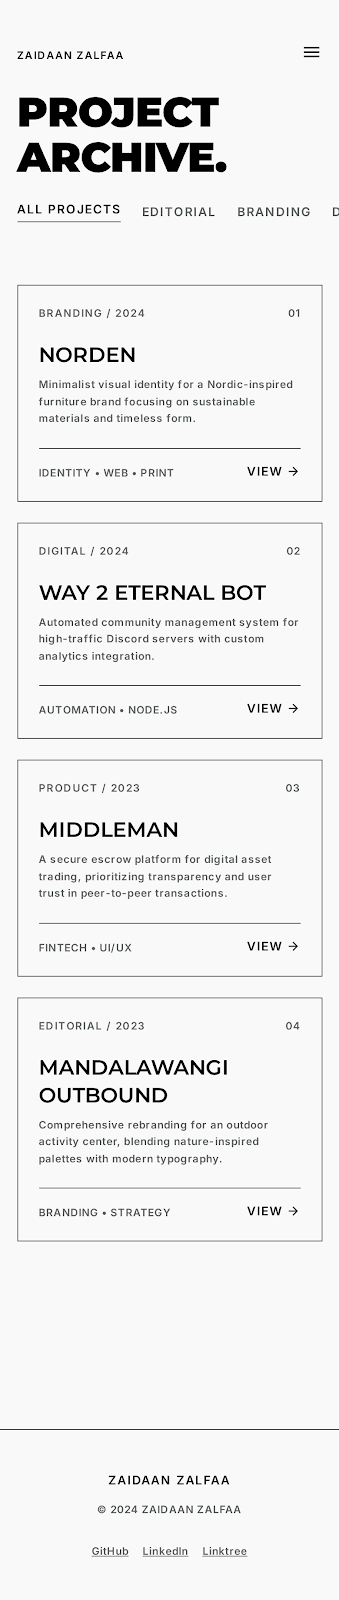 ZAIDAAN ZALFAA
PROJECT
ARCHIVE.
ALL PROJECTS EDITORIAL BRANDING D
BRANDING / 2024 01
NORDEN
Minimalist visual identity for a Nordic-inspired
furniture brand focusing on sustainable
materials and timeless form.
IDENTITY • WEB • PRINT VIEW →
DIGITAL / 2024 02
WAY 2 ETERNAL BOT
Automated community management system for
high-traffic Discord servers with custom
analytics integration.
AUTOMATION • NODE.JS VIEW →
PRODUCT / 2023 03
MIDDLEMAN
A secure escrow platform for digital asset
trading, prioritizing transparency and user
trust in peer-to-peer transactions.
FINTECH • UI/UX VIEW →
EDITORIAL / 2023 04
MANDALAWANGI
OUTBOUND
Comprehensive rebranding for an outdoor
activity center, blending nature-inspired
palettes with modern typography.
BRANDING • STRATEGY VIEW →
ZAIDAAN ZALFAA
© 2024 ZAIDAAN ZALFAA
GitHub LinkedIn Linktree